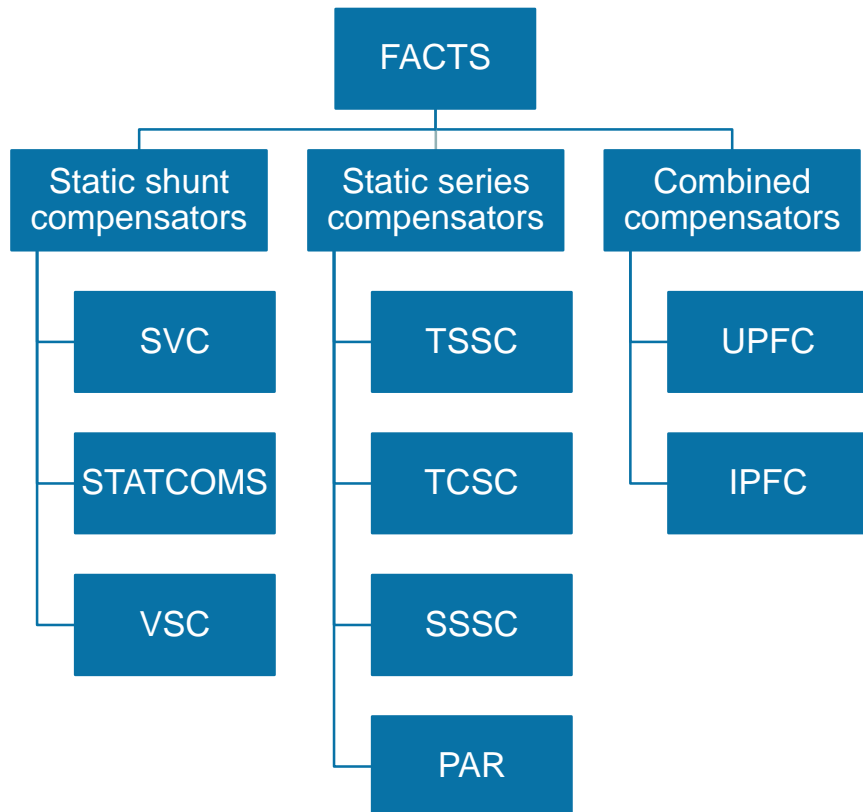 FACTS
Static shunt
compensators
Static series
compensators
Combined
compensators
SVC
TSSC
UPFC
STATCOMS
TCSC
IPFC
VSC
SSSC
PAR